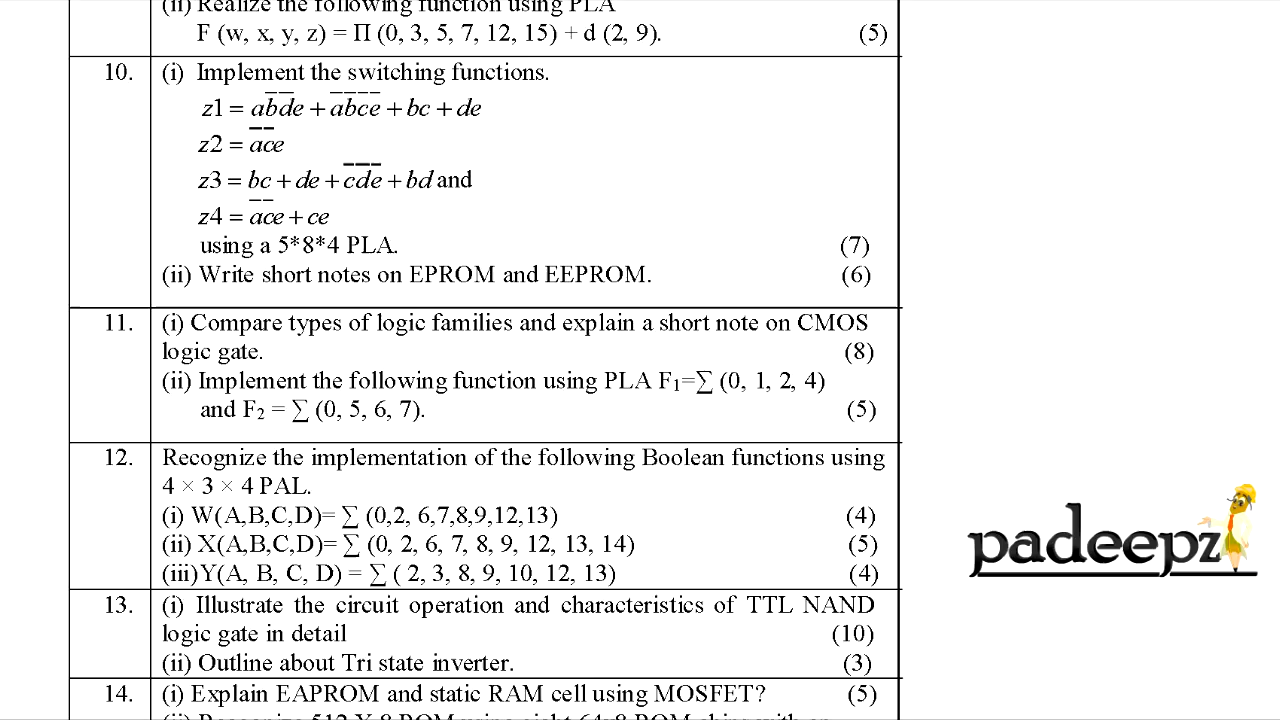 (ii) Realize the following function using PLA
F (w, x, y, z) = Π (0, 3, 5, 7, 12, 15) + d (2, 9). (5)
10. (i) Implement the switching functions.
z1 = ab̅d̅e + a̅b̅c̅e̅ + bc + de
z2 = a̅c̅e
z3 = bc + de + c̅d̅e̅ + bd and
z4 = a̅c̅e + ce
using a 5*8*4 PLA. (7)
(ii) Write short notes on EPROM and EEPROM. (6)
11. (i) Compare types of logic families and explain a short note on CMOS
logic gate. (8)
(ii) Implement the following function using PLA F₁=∑ (0, 1, 2, 4)
and F₂ = ∑ (0, 5, 6, 7). (5)
12. Recognize the implementation of the following Boolean functions using
4 × 3 × 4 PAL.
(i) W(A,B,C,D)= ∑ (0,2, 6,7,8,9,12,13) (4)
(ii) X(A,B,C,D)= ∑ (0, 2, 6, 7, 8, 9, 12, 13, 14) (5)
(iii)Y(A, B, C, D) = ∑ ( 2, 3, 8, 9, 10, 12, 13) (4)
padeepz
13. (i) Illustrate the circuit operation and characteristics of TTL NAND
logic gate in detail (10)
(ii) Outline about Tri state inverter. (3)
14. (i) Explain EAPROM and static RAM cell using MOSFET? (5)